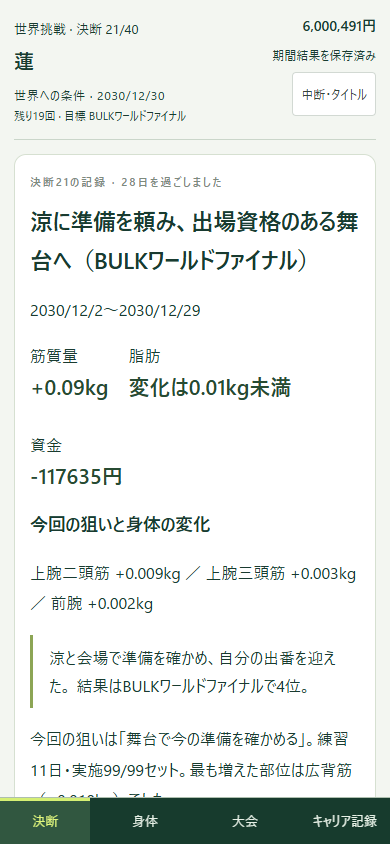 世界挑戦・決断 21/40
6,000,491円
蓮
期間結果を保存済み
世界への条件・2030/12/30
残り19回・目標 BULKワールドファイナル
中断・タイトル
決断21の記録・28日を過ごしました
涼に準備を頼み、出場資格のある舞
台へ（BULKワールドファイナル）
2030/12/2〜2030/12/29
筋質量
+0.09kg
脂肪
変化は0.01kg未満
資金
-117635円
今回の狙いと身体の変化
上腕二頭筋 +0.009kg ／ 上腕三頭筋 +0.003kg
／ 前腕 +0.002kg
涼と会場で準備を確かめ、自分の出番を迎え
た。結果はBULKワールドファイナルで4位。
今回の狙いは「舞台で今の準備を確かめる」。練習
11日・実施99/99セット。最も増えた部位は広背筋
決断
身体
大会
キャリア記録